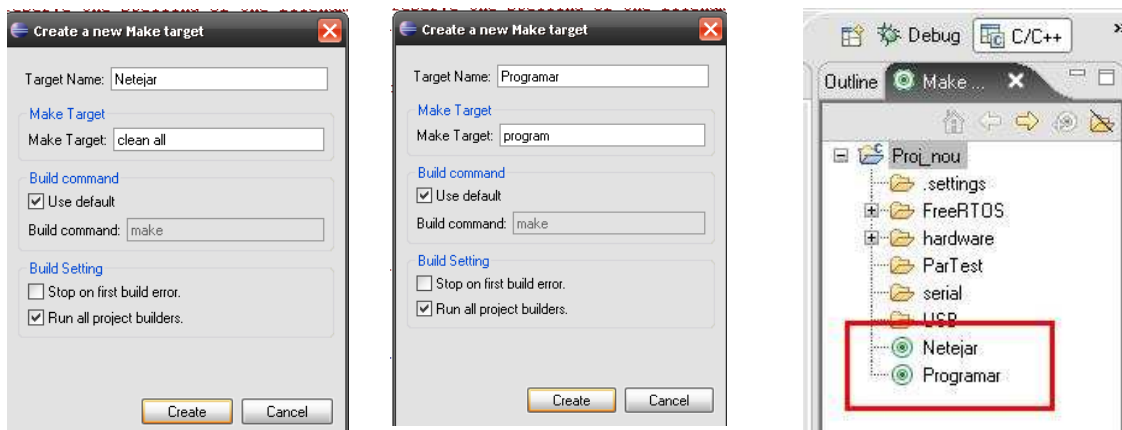 Create a new Make target
Target Name: Netejar
Make Target
Make Target: clean all
Build command
Use default
Build command: make
Build Setting
Stop on first build error.
Run all project builders.
Create Cancel
Create a new Make target
Target Name: Programar
Make Target
Make Target: program
Build command
Use default
Build command: make
Build Setting
Stop on first build error.
Run all project builders.
Create Cancel
Debug C/C++ »
Outline Make ...
Proj_nou
.settings
FreeRTOS
hardware
ParTest
serial
USB
Netejar
Programar